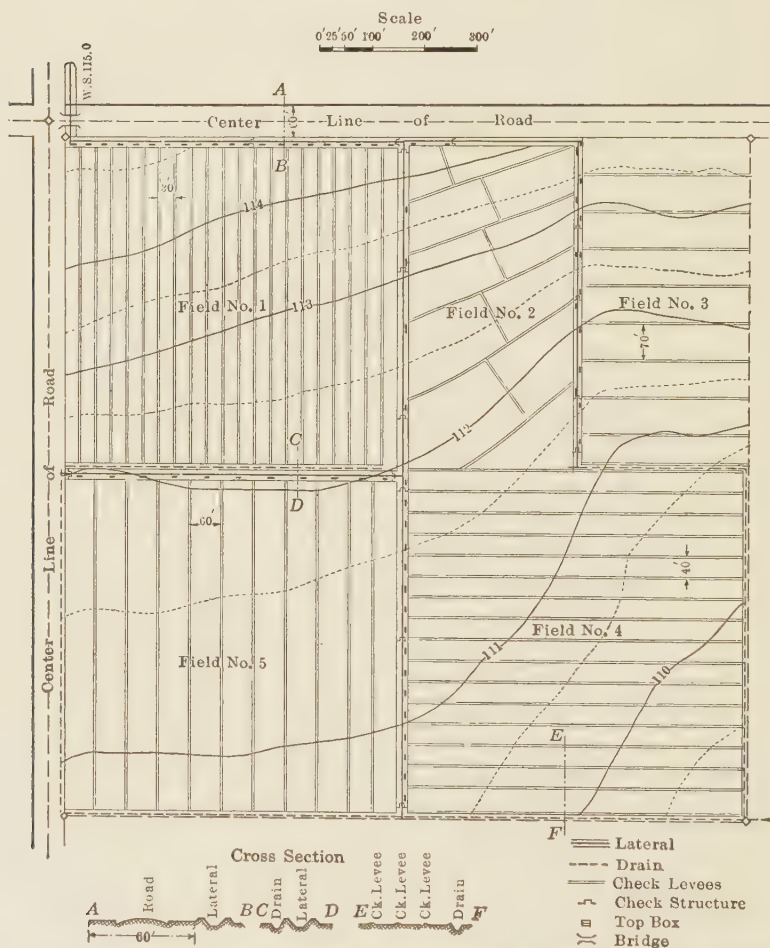 Scale
0' 25' 50' 100' 200' 300'
W.S.115.0
A
Center Line of Road
B
114
Field No. 1
113
Field No. 2
Field No. 3
70'
112
C
D
60'
40'
Center Line of Road
Field No. 5
Field No. 4
111
110
E
F
Cross Section
A
Road
Lateral
B
C
Drain
Lateral
D
E
Ck. Levee
Ck. Levee
Ck. Levee
Drain
F
60'
Lateral
Drain
Check Levees
Check Structure
Top Box
Bridge